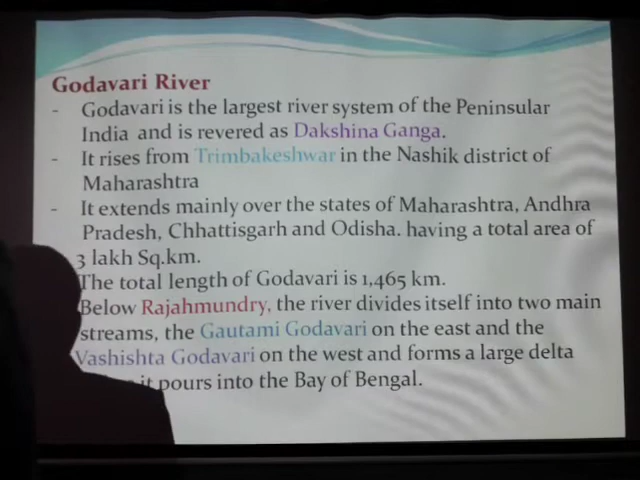 Godavari River
- Godavari is the largest river system of the Peninsular
India and is revered as Dakshina Ganga.
- It rises from Trimbakeshwar in the Nashik district of
Maharashtra
- It extends mainly over the states of Maharashtra, Andhra
Pradesh, Chhattisgarh and Odisha. having a total area of
3 lakh Sq.km.
The total length of Godavari is 1,465 km.
Below Rajahmundry, the river divides itself into two main
streams, the Gautami Godavari on the east and the
Vashishta Godavari on the west and forms a large delta
it pours into the Bay of Bengal.